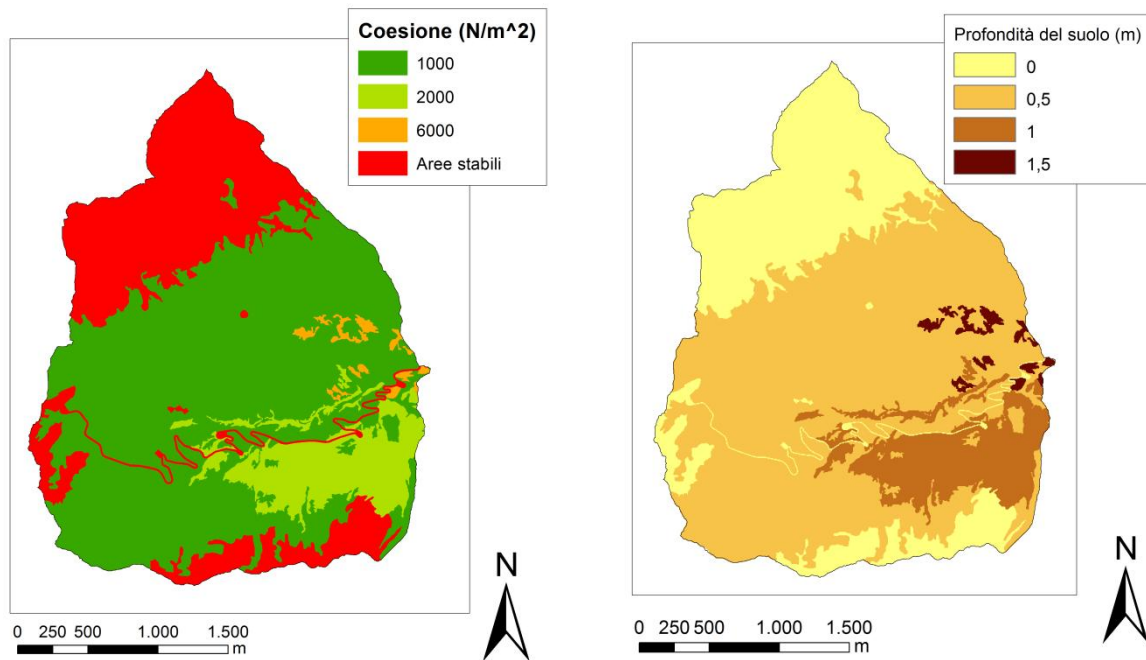 Coesione (N/m^2)
1000
2000
6000
Aree stabili
N
0 250 500 1.000 1.500
m
Profondità del suolo (m)
0
0,5
1
1,5
N
0 250 500 1.000 1.500
m